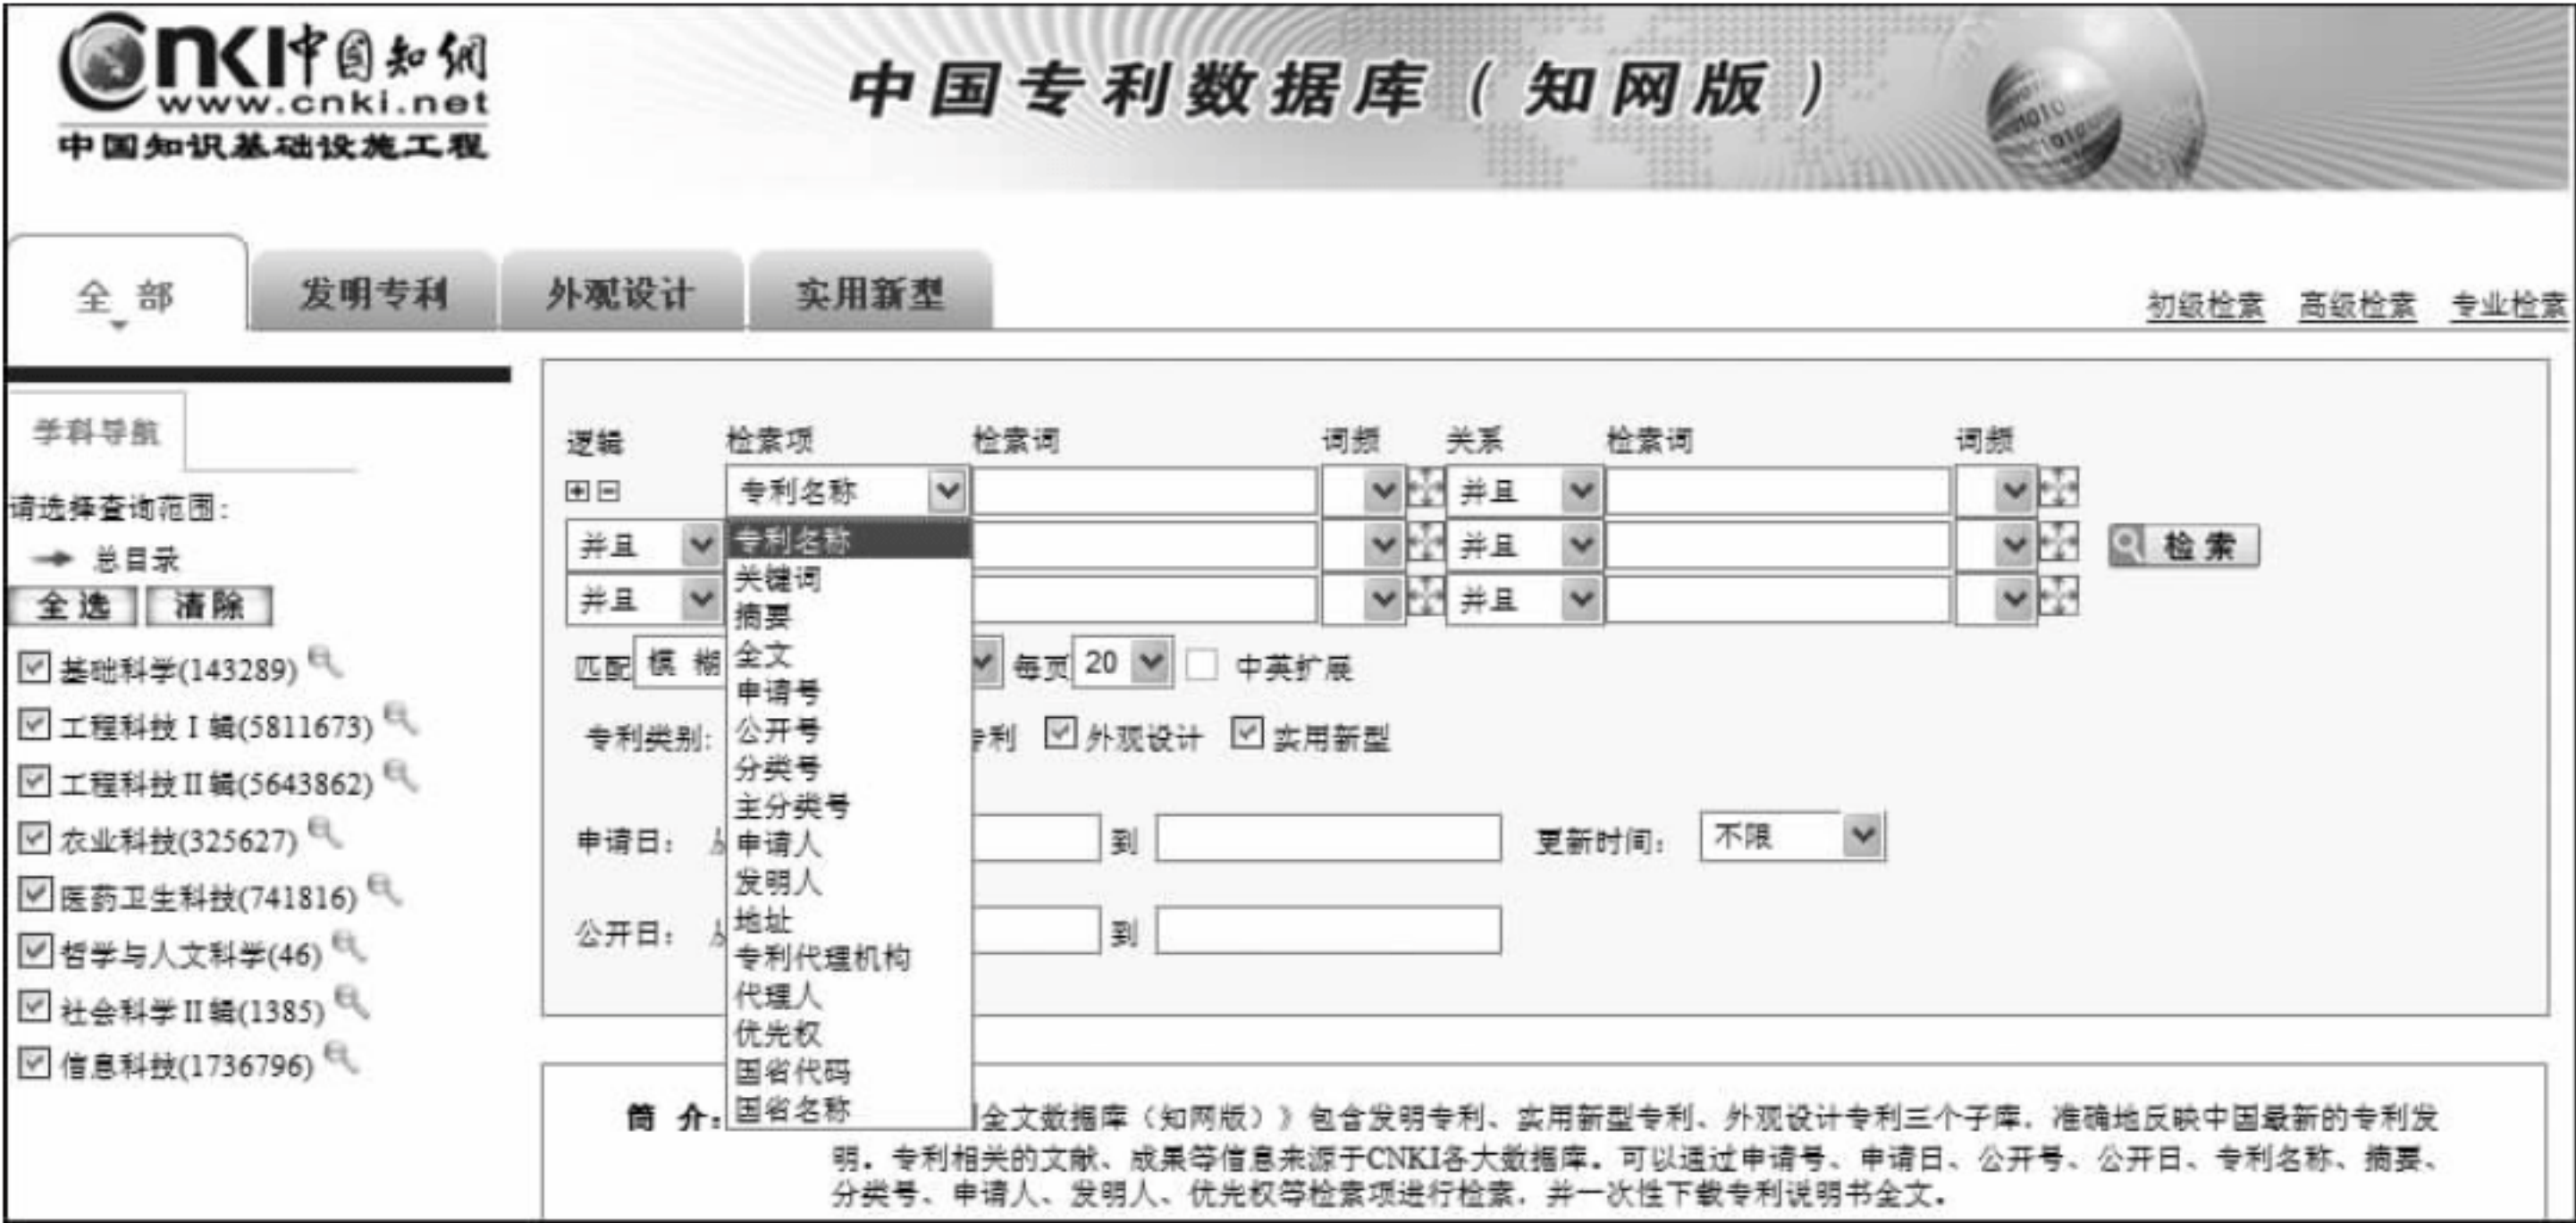 cnki中国知网
www.cnki.net
中国知识基础设施工程
中国专利数据库（知网版）
全部 发明专利 外观设计 实用新型
初级检索 高级检索 专业检索
学科导航
请选择查询范围：
总目录
全选 清除
基础科学(143289)
工程科技Ⅰ辑(5811673)
工程科技Ⅱ辑(5643862)
农业科技(325627)
医药卫生科技(741816)
哲学与人文科学(46)
社会科学Ⅱ辑(1385)
信息科技(1736796)
逻辑 检索项 检索词 词频 关系 检索词 词频
专利名称 并且
并且 并且 检索
并且 并且
专利名称
关键词
摘要
全文
申请号
公开号
分类号
主分类号
申请人
发明人
地址
专利代理机构
代理人
优先权
国省代码
国省名称
匹配 模糊 每页 20 中英扩展
专利类别： 专利 外观设计 实用新型
申请日： 到 更新时间： 不限
公开日： 到
简 介： 全文数据库（知网版）》包含发明专利、实用新型专利、外观设计专利三个子库，准确地反映中国最新的专利发
明。专利相关的文献、成果等信息来源于CNKI各大数据库。可以通过申请号、申请日、公开号、公开日、专利名称、摘要、
分类号、申请人、发明人、优先权等检索项进行检索，并一次性下载专利说明书全文。